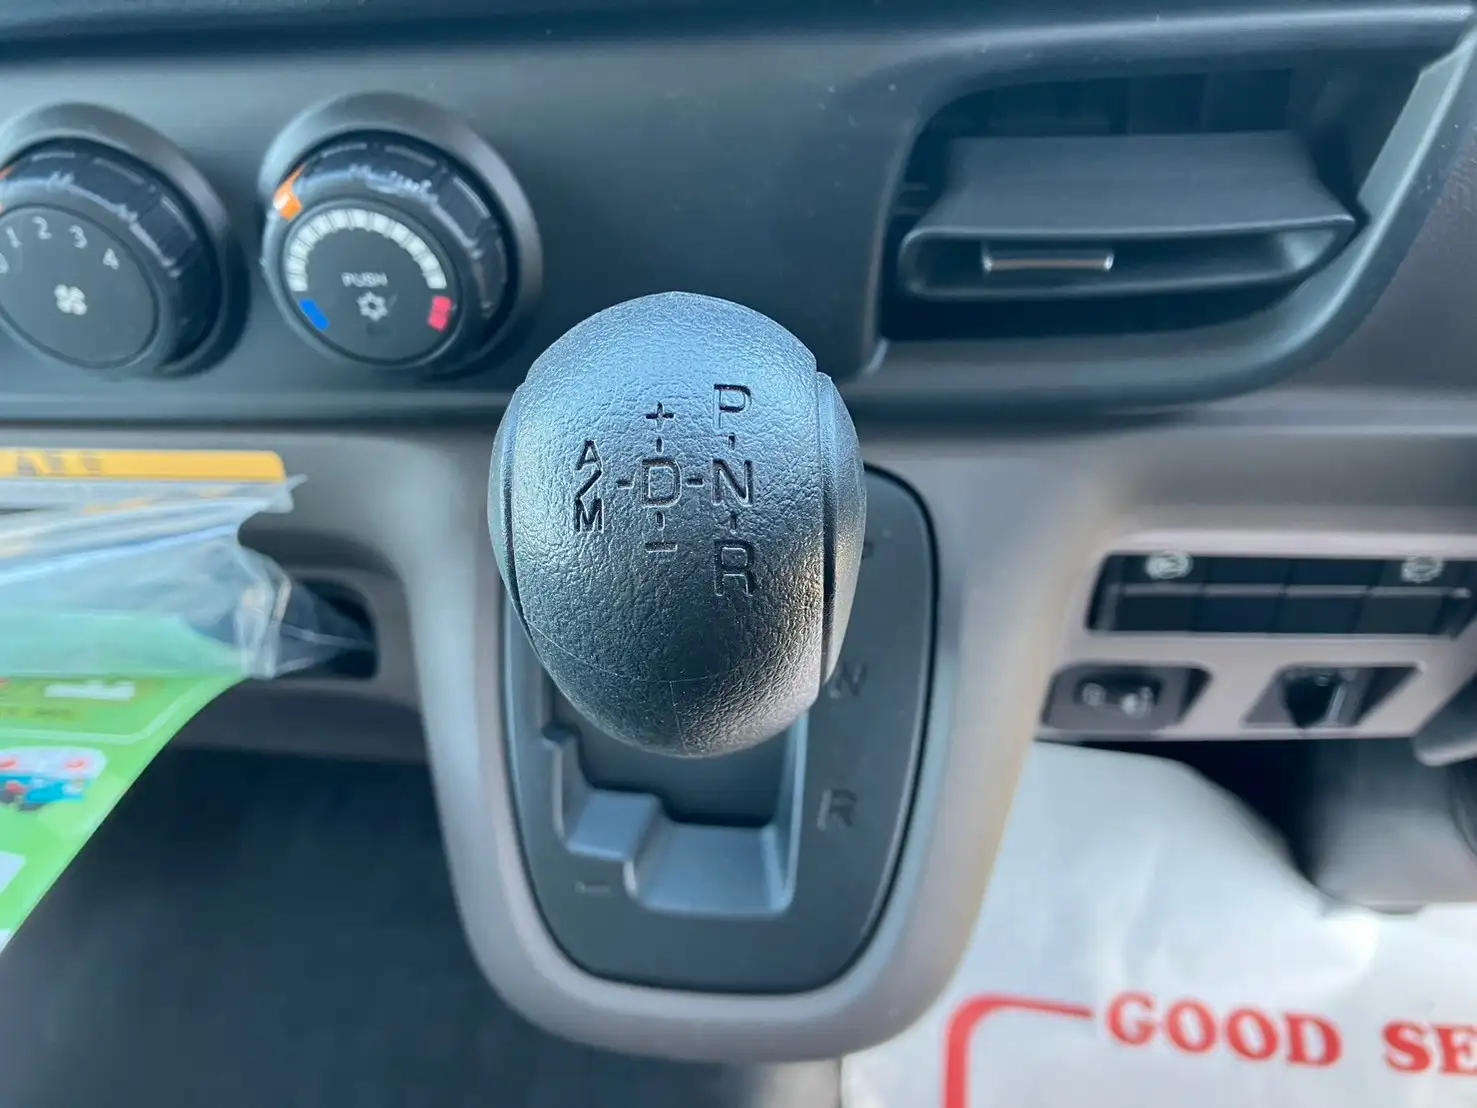 1 2 3 4
PUSH
+ P
A D N
M - R
N
R
-
GOOD SE